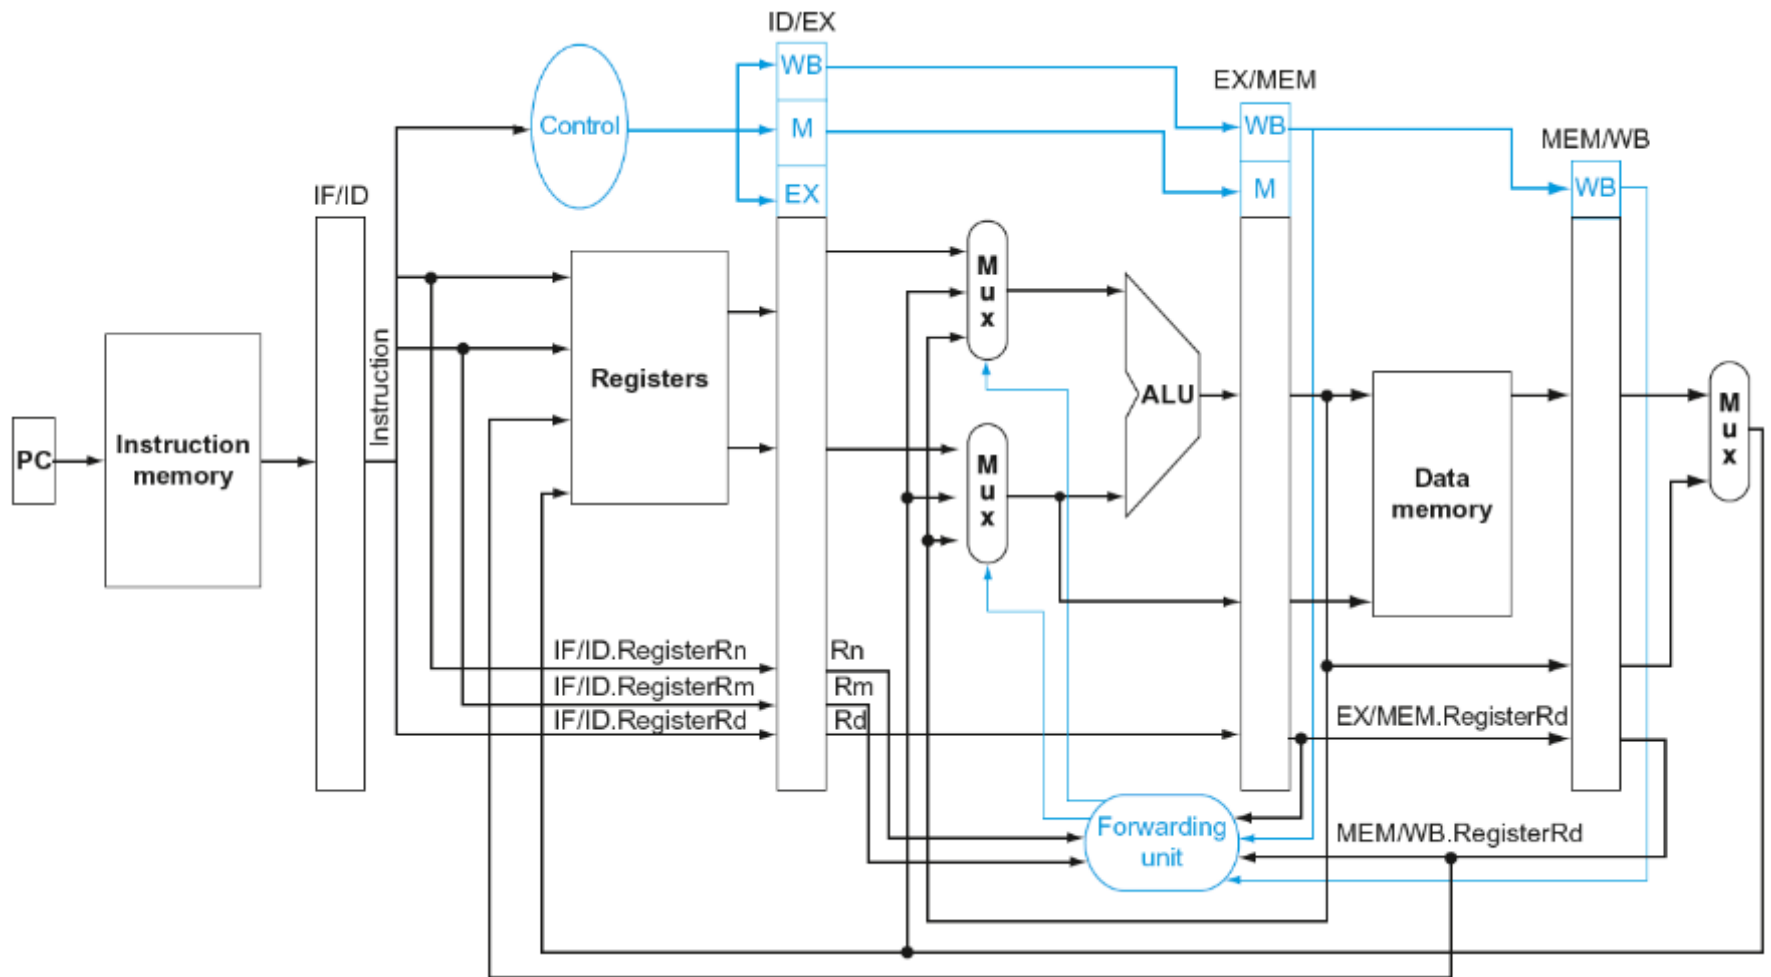 ID/EX
WB
EX/MEM
Control
M
WB
MEM/WB
IF/ID
EX
M
WB
M
u
x
Registers
Instruction
ALU
M
u
x
PC
Instruction
memory
M
u
x
Data
memory
IF/ID.RegisterRn
Rn
IF/ID.RegisterRm
Rm
IF/ID.RegisterRd
Rd
EX/MEM.RegisterRd
Forwarding
unit
MEM/WB.RegisterRd